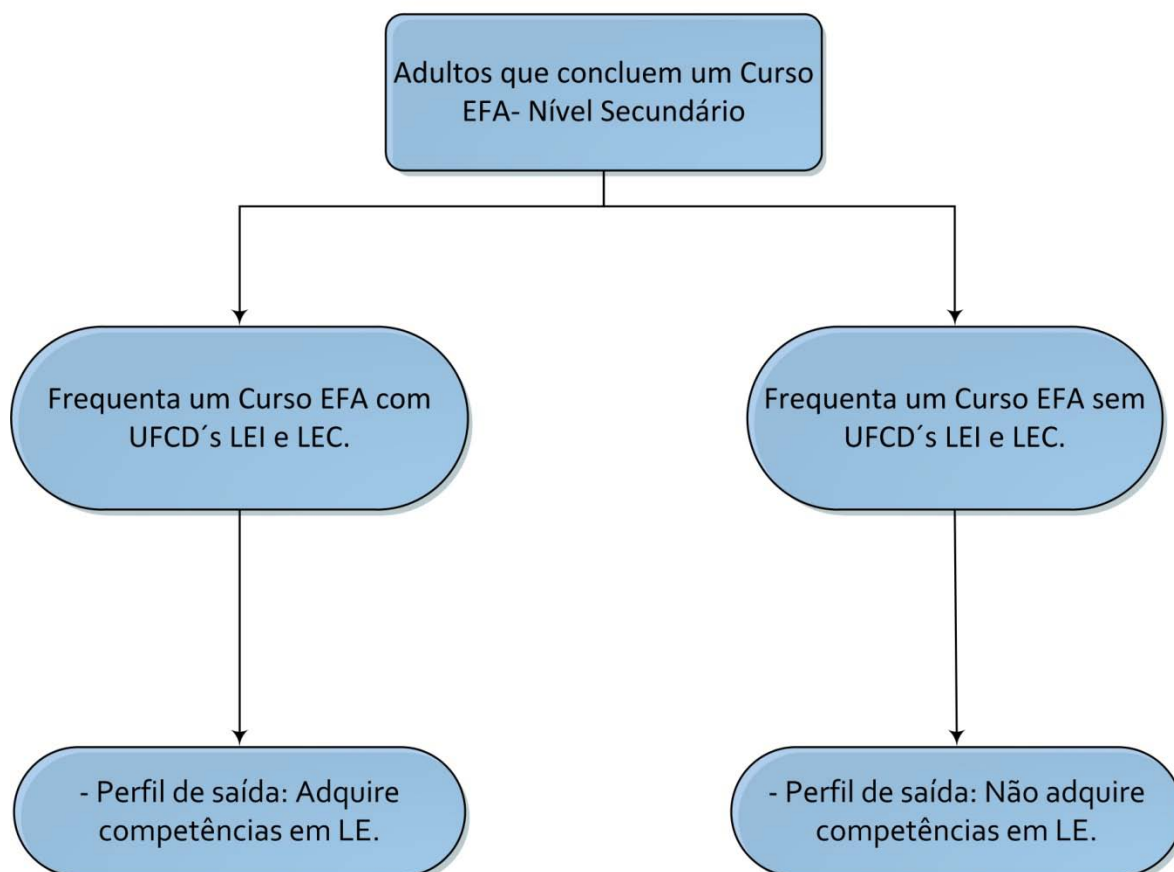 Adultos que concluem um Curso
EFA- Nível Secundário
Frequenta um Curso EFA com
UFCD´s LEI e LEC.
Frequenta um Curso EFA sem
UFCD´s LEI e LEC.
- Perfil de saída: Adquire
competências em LE.
- Perfil de saída: Não adquire
competências em LE.